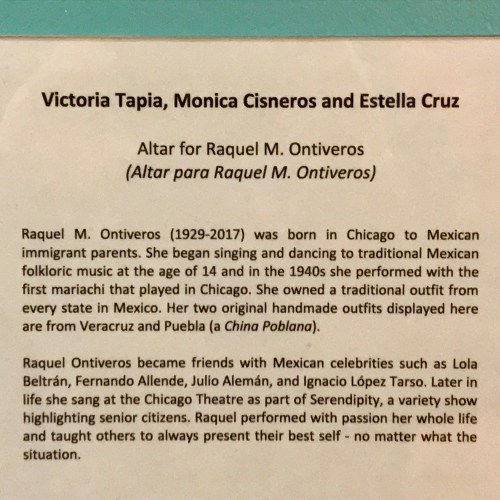 Victoria Tapia, Monica Cisneros and Estella Cruz
Altar for Raquel M. Ontiveros
(Altar para Raquel M. Ontiveros)
Raquel M. Ontiveros (1929-2017) was born in Chicago to Mexican
immigrant parents. She began singing and dancing to traditional Mexican
folkloric music at the age of 14 and in the 1940s she performed with the
first mariachi that played in Chicago. She owned a traditional outfit from
every state in Mexico. Her two original handmade outfits displayed here
are from Veracruz and Puebla (a China Poblana).
Raquel Ontiveros became friends with Mexican celebrities such as Lola
Beltrán, Fernando Allende, Julio Alemán, and Ignacio López Tarso. Later in
life she sang at the Chicago Theatre as part of Serendipity, a variety show
highlighting senior citizens. Raquel performed with passion her whole life
and taught others to always present their best self - no matter what the
situation.